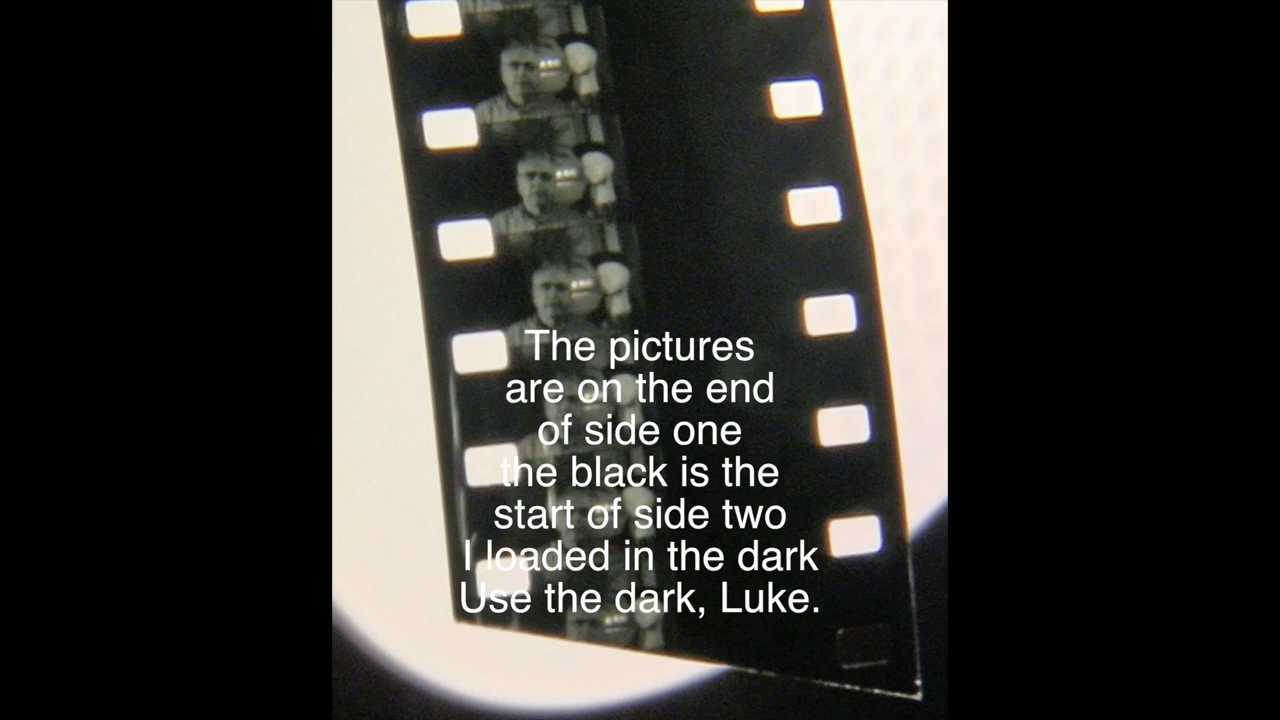 The pictures
are on the end
of side one
the black is the
start of side two
I loaded in the dark
Use the dark, Luke.